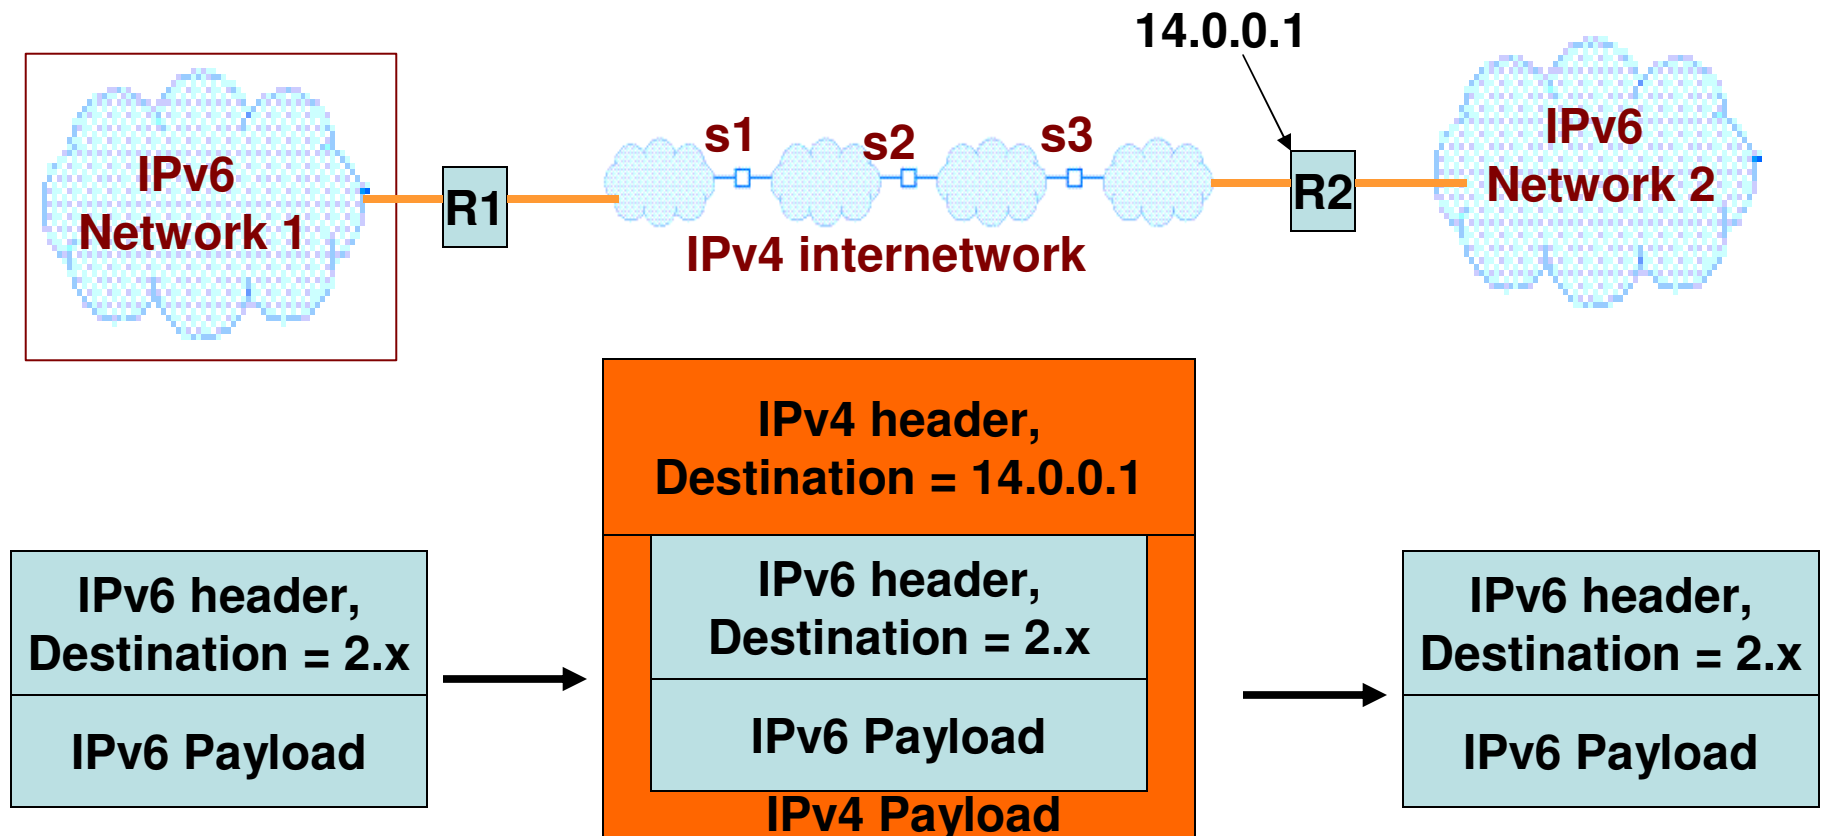 14.0.0.1
IPv6
Network 1
R1
s1
s2
s3
IPv4 internetwork
R2
IPv6
Network 2
IPv4 header,
Destination = 14.0.0.1
IPv6 header,
Destination = 2.x
IPv6 Payload
IPv6 header,
Destination = 2.x
IPv6 Payload
IPv4 Payload
IPv6 header,
Destination = 2.x
IPv6 Payload